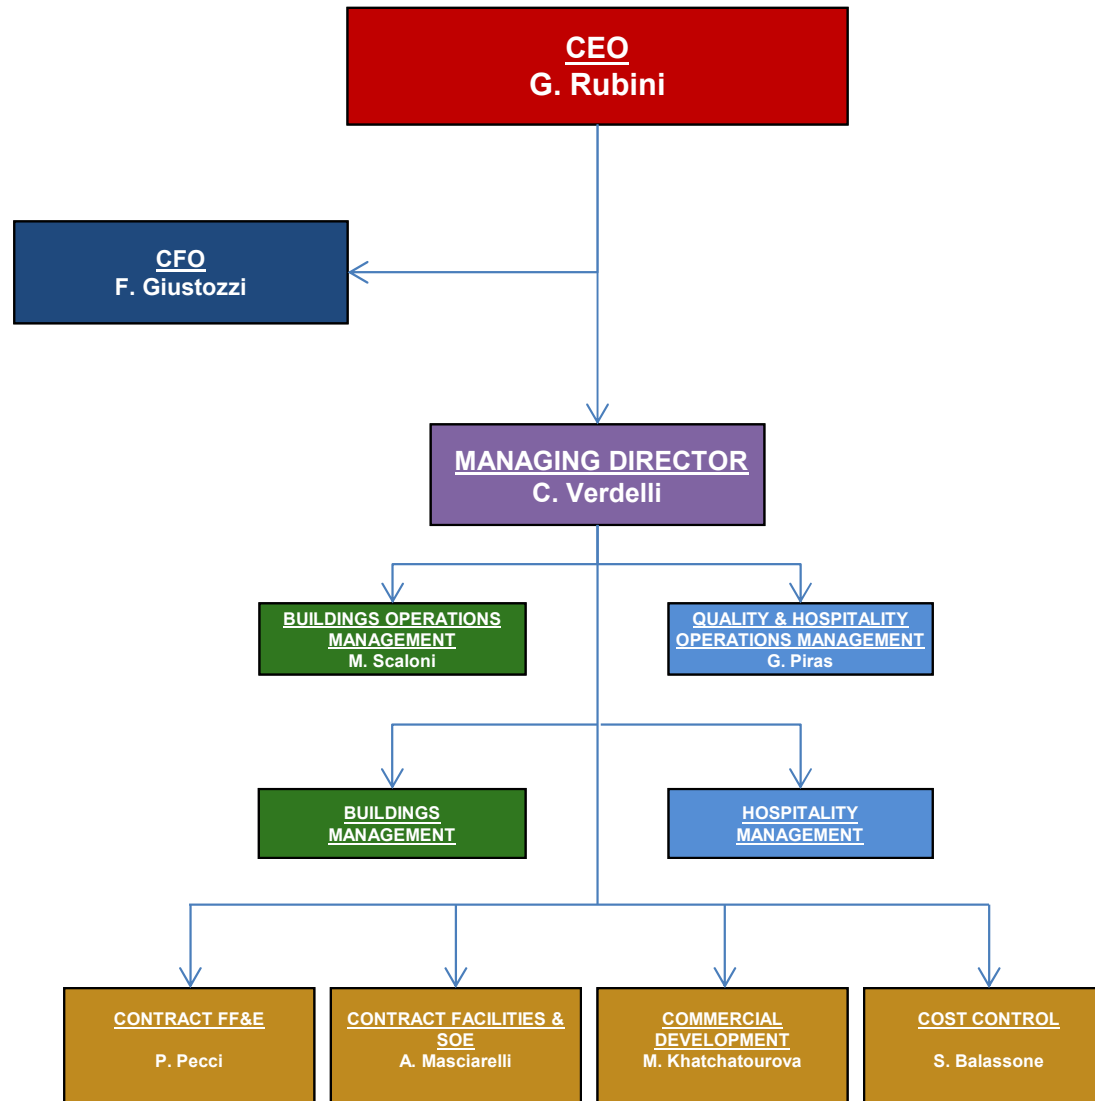 CEO
G. Rubini
CFO
F. Giustozzi
MANAGING DIRECTOR
C. Verdelli
BUILDINGS OPERATIONS
MANAGEMENT
M. Scaloni
QUALITY & HOSPITALITY
OPERATIONS MANAGEMENT
G. Piras
BUILDINGS
MANAGEMENT
HOSPITALITY
MANAGEMENT
CONTRACT FF&E
P. Pecci
CONTRACT FACILITIES &
SOE
A. Masciarelli
COMMERCIAL
DEVELOPMENT
M. Khatchatourova
COST CONTROL
S. Balassone